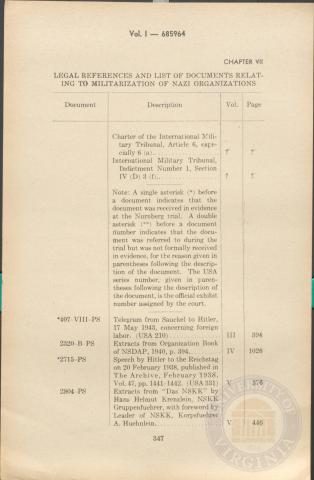 Vol. I — 685964
CHAPTER VII
LEGAL REFERENCES AND LIST OF DOCUMENTS RELAT-
ING TO MILITARIZATION OF NAZI ORGANIZATIONS
Document Description Vol. Page
Charter of the International Mili-
tary Tribunal, Article 6, espe-
cially 6 (a).
International Military Tribunal,
Indictment Number 1, Section
IV (D) 3 (f).
Note: A single asterisk (*) before
a document indicates that the
document was received in evidence
at the Nurnberg trial. A double
asterisk (**) before a document
number indicates that the docu-
ment was referred to during the
trial but was not formally received
in evidence, for the reason given in
parentheses following the descrip-
tion of the document. The USA
series number, given in paren-
theses following the description of
the document, is the official exhibit
number assigned by the court.
*407-VIII-PS Telegram from Sauckel to Hitler,
17 May 1943, concerning foreign
labor. (USA 210) III 394
2320-B-PS Extracts from Organization Book
of NSDAP, 1940, p. 394. IV 1026
*2715-PS Speech by Hitler to the Reichstag
on 20 February 1938, published in
The Archive, February 1938,
Vol. 47, pp. 1441-1442. (USA 331) V 376
2804-PS Extracts from "Das NSKK" by
Hans Helmut Krenzlein, NSKK
Gruppenfuehrer, with foreword by
Leader of NSKK, Korpsfuehrer
A. Huehnlein. V 446
347
UNIVERSITY OF
VIRGINIA